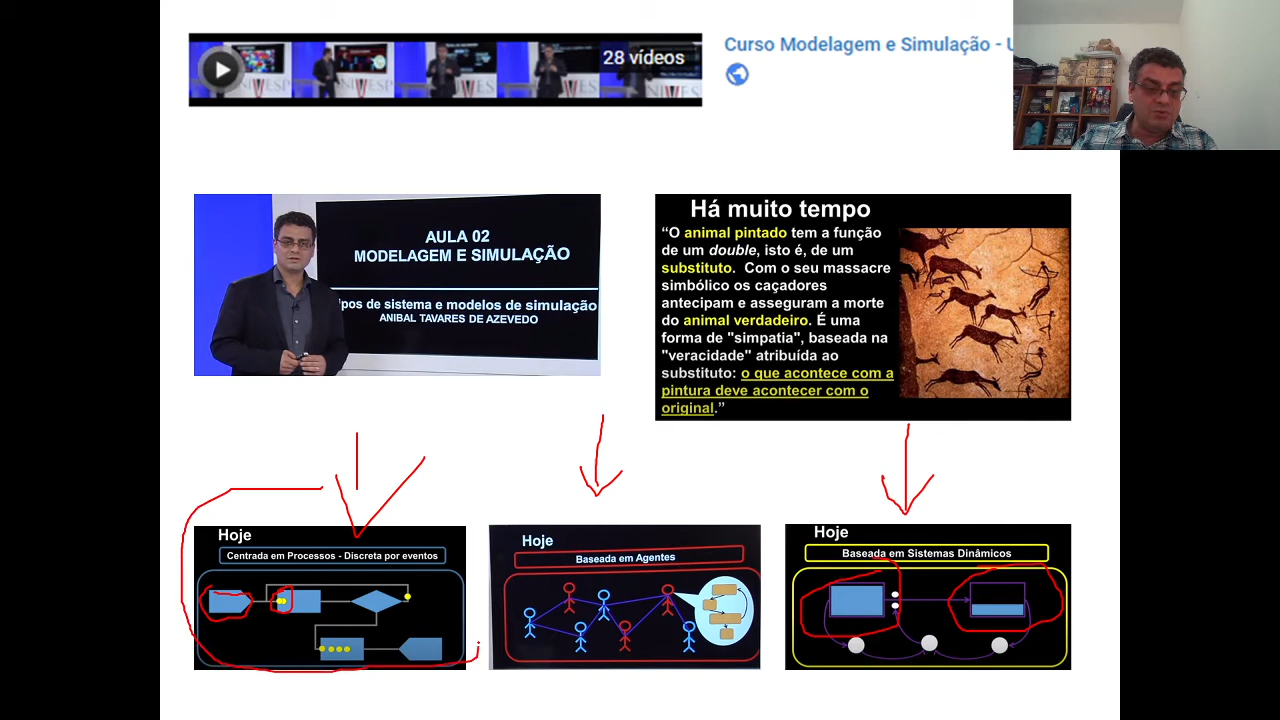 28 vídeos
Curso Modelagem e Simulação - U
AULA 02
MODELAGEM E SIMULAÇÃO
ipos de sistema e modelos de simulação
ANIBAL TAVARES DE AZEVEDO
Há muito tempo
“O animal pintado tem a função
de um double, isto é, de um
substituto. Com o seu massacre
simbólico os caçadores
antecipam e asseguram a morte
do animal verdadeiro. É uma
forma de "simpatia", baseada na
"veracidade" atribuída ao
substituto: o que acontece com a
pintura deve acontecer com o
original.”
Hoje
Centrada em Processos - Discreta por eventos
Hoje
Baseada em Agentes
Hoje
Baseada em Sistemas Dinâmicos